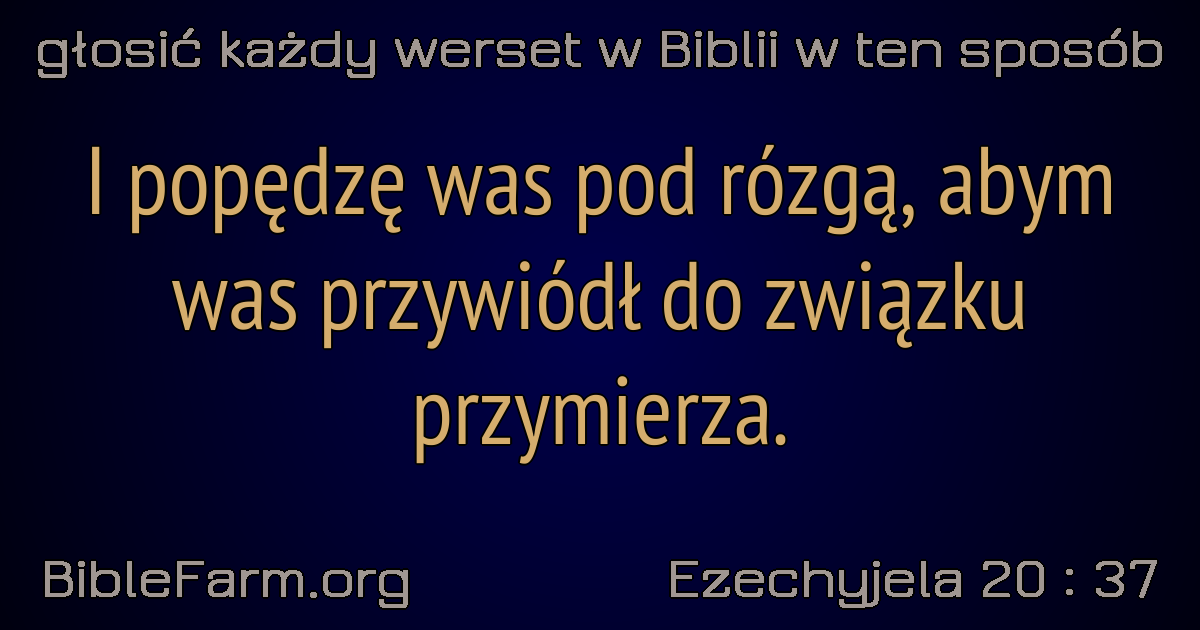 głosić każdy werset w Biblii w ten sposób
I popędzę was pod rózgą, abym
was przywiódł do związku
przymierza.
BibleFarm.org
Ezechyjela 20 : 37